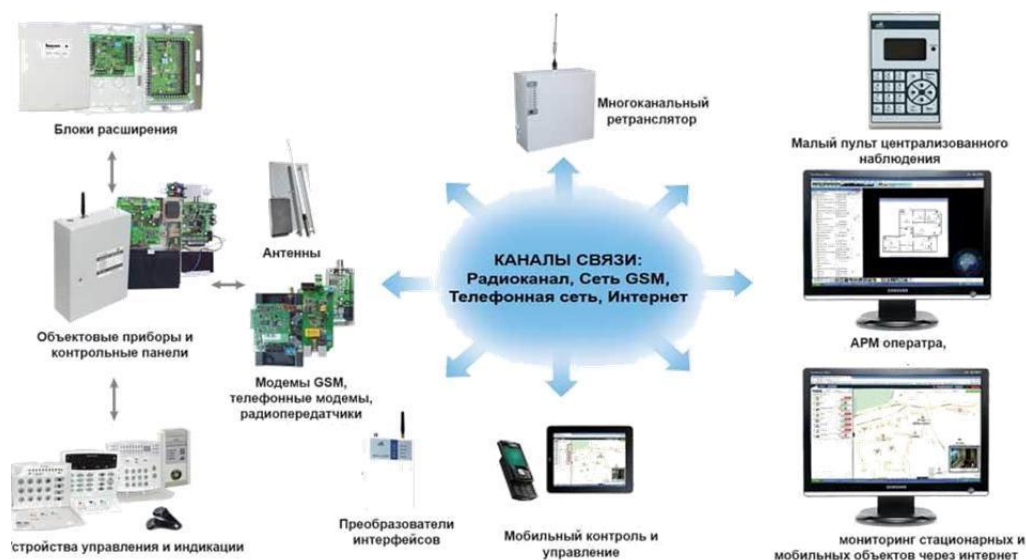 Блоки расширения
Многоканальный
ретранслятор
Малый пульт централизованного
наблюдения
Антенны
КАНАЛЫ СВЯЗИ:
Радиоканал, Сеть GSM,
Телефонная сеть, Интернет
Объектовые приборы и
контрольные панели
АРМ оператра,
Модемы GSM,
телефонные модемы,
радиопередатчики
Преобразователи
интерфейсов
Мобильный контроль и
управление
стройства управления и индикации
мониторинг стационарных и
мобильных объектов через интернет